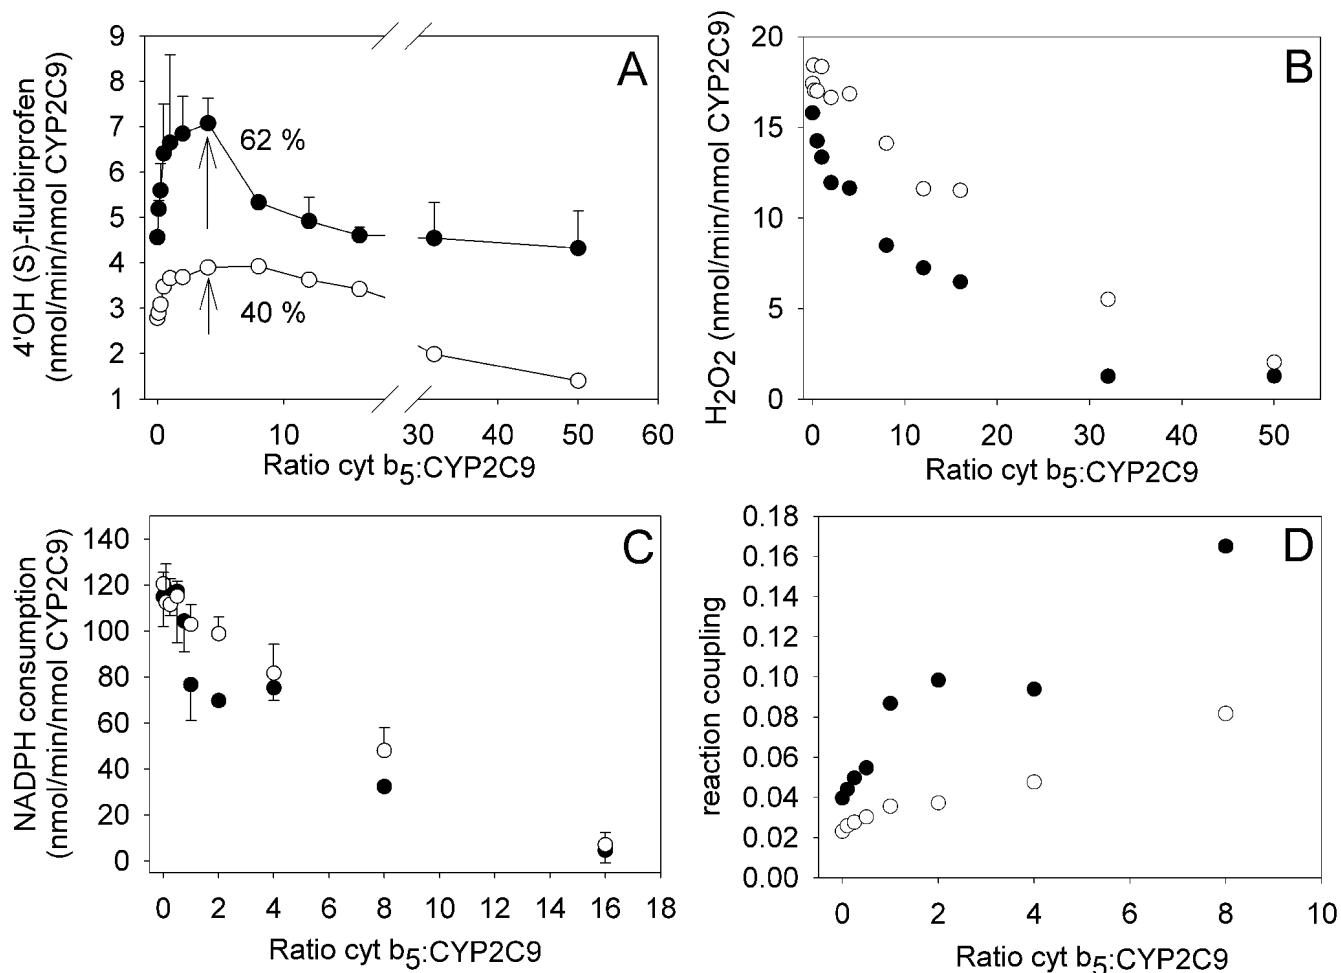 A
4'OH (S)-flurbirprofen
(nmol/min/nmol CYP2C9)
9
8
7
6
5
4
3
2
1
62 %
40 %
0 10 30 40 50 60
Ratio cyt b5:CYP2C9
B
H2O2 (nmol/min/nmol CYP2C9)
20
15
10
5
0
0 10 20 30 40 50
Ratio cyt b5:CYP2C9
C
NADPH consumption
(nmol/min/nmol CYP2C9)
140
120
100
80
60
40
20
0
0 2 4 6 8 10 12 14 16 18
Ratio cyt b5:CYP2C9
D
reaction coupling
0.18
0.16
0.14
0.12
0.10
0.08
0.06
0.04
0.02
0.00
0 2 4 6 8 10
Ratio cyt b5:CYP2C9